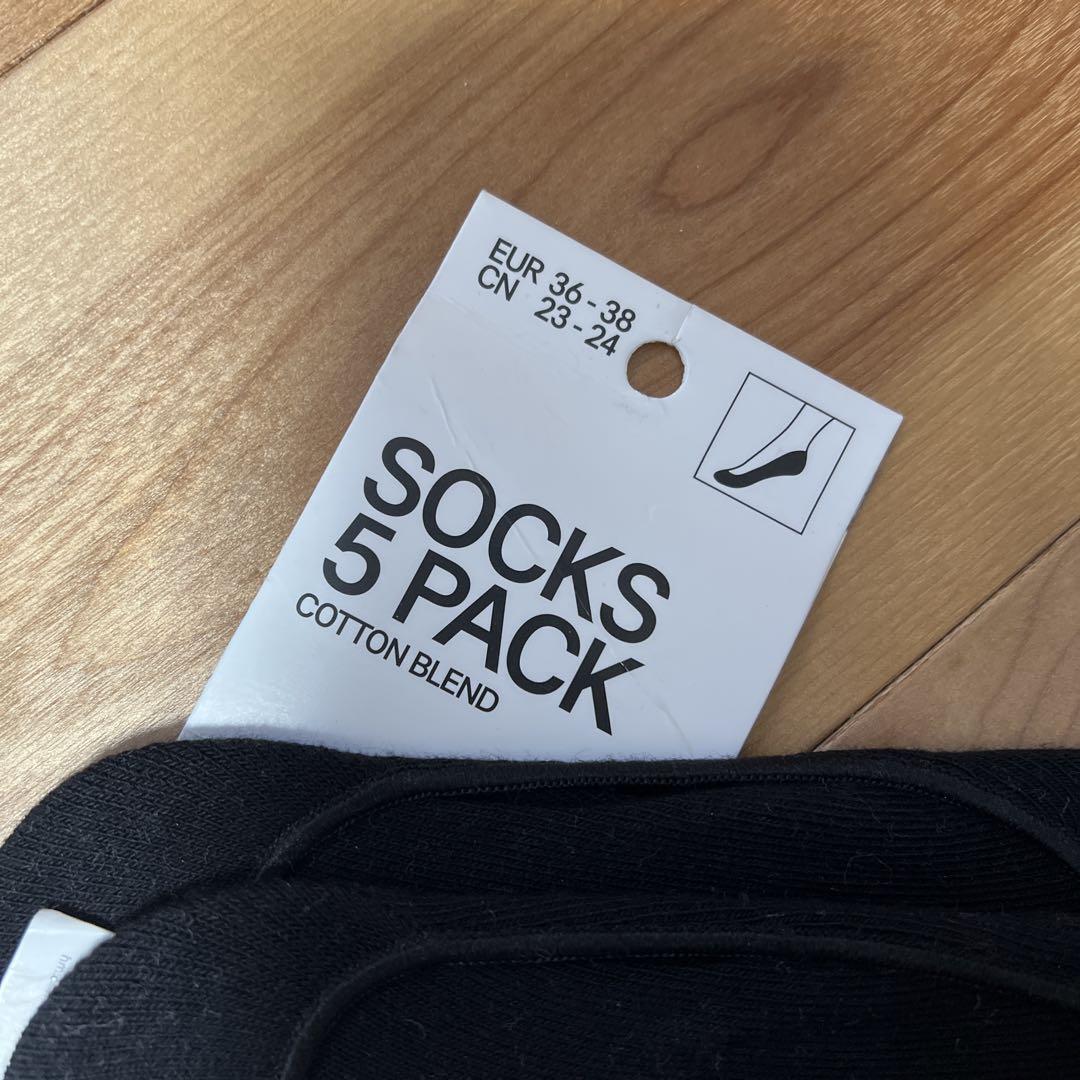 EUR 36-38
CN 23-24
SOCKS
5 PACK
COTTON BLEND